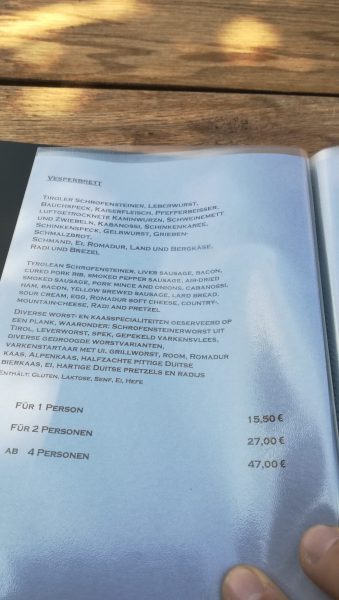 VESPERBRETT
TIROLER SCHROFENSTEINER, LEBERWURST,
BAUCHSPECK, KAISERFLEISCH, PFEFFERBEISSER,
LUFTGETROCKNETE KAMINWURZN, SCHWEINEMETT
UND ZWIEBELN, KABANOSSI, SCHINKENKAREE,
SCHINKENSPECK, GELBWURST, GRIEBEN-
SCHMALZBROT.
SCHMAND, EI, ROMADUR, LAND UND BERGKÄSE,
RADI UND BREZEL
TYROLEAN SCHROFENSTEINER, LIVER SAUSAGE, BACON,
CURED PORK RIB, SMOKED PEPPER SAUSAGE, AIR-DRIED
SMOKED SAUSAGE, PORK MINCE AND ONIONS, CABANOSSI,
HAM, BACON, YELLOW BREWED SAUSAGE, LARD BREAD,
SOUR CREAM, EGG, ROMADUR SOFT CHEESE, COUNTRY-,
MOUNTAINCHEESE, RADI AND PRETZEL
DIVERSE WORST- EN KAASSPECIALITEITEN GESERVEERD OP
EEN PLANK, WAARONDER: SCHROFENSTEINERWORST UIT
TIROL, LEVERWORST, SPEK, GEPEKELD VARKENSVLEES,
DIVERSE GEDROOGDE WORSTVARIANTEN,
VARKENSTARTAAR MET UI, GRILLWORST, ROOM, ROMADUR
KAAS, ALPENKAAS, HALFZACHTE PITTIGE DUITSE
BIERKAAS, EI, HARTIGE DUITSE PRETZELS EN RADIJS
ENTHÄLT: GLUTEN, LAKTOSE, SENF, EI, HEFE
FÜR 1 PERSON 15,50 €
FÜR 2 PERSONEN 27,00 €
AB 4 PERSONEN 47,00 €